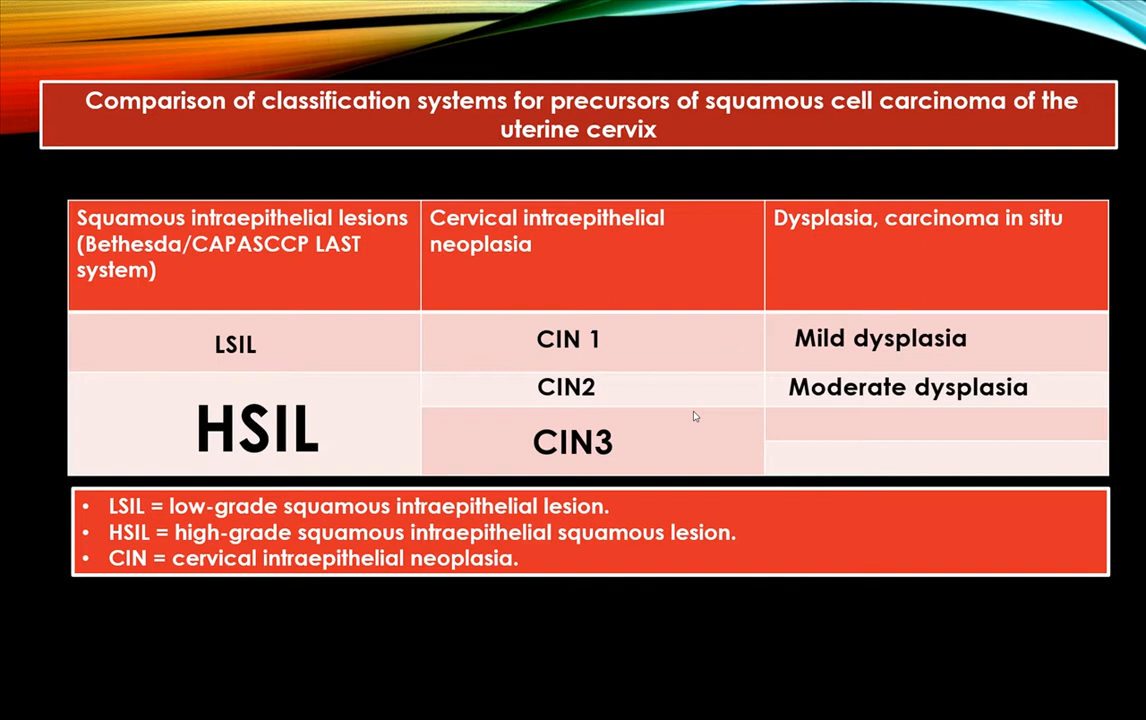 Comparison of classification systems for precursors of squamous cell carcinoma of the
uterine cervix
Squamous intraepithelial lesions
(Bethesda/CAPASCCP LAST
system)
Cervical intraepithelial
neoplasia
Dysplasia, carcinoma in situ
LSIL
CIN 1
Mild dysplasia
HSIL
CIN2
Moderate dysplasia
CIN3
• LSIL = low-grade squamous intraepithelial lesion.
• HSIL = high-grade squamous intraepithelial squamous lesion.
• CIN = cervical intraepithelial neoplasia.